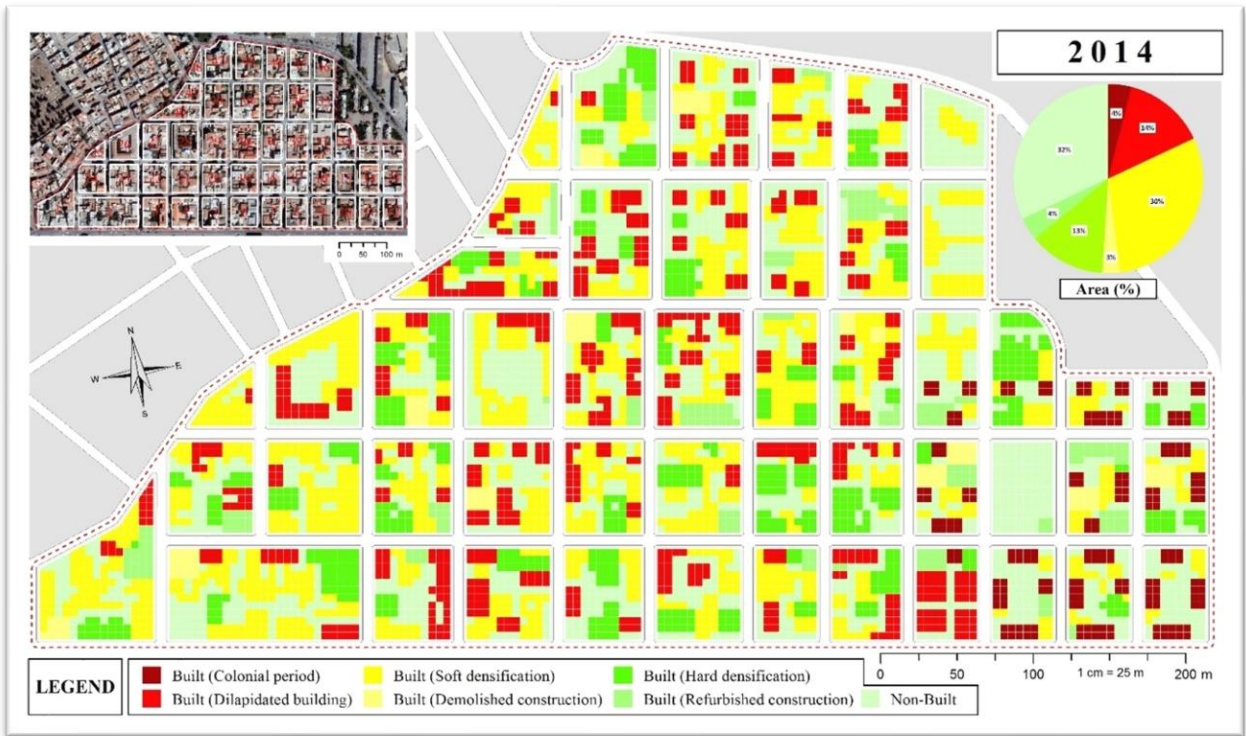 2014
4%
14%
30%
3%
13%
4%
32%
Area (%)
0 50 100 m
N
W E
S
LEGEND
Built (Colonial period)
Built (Soft densification)
Built (Hard densification)
Built (Dilapidated building)
Built (Demolished construction)
Built (Refurbished construction)
Non-Built
0 50 100 200 m
1 cm = 25 m